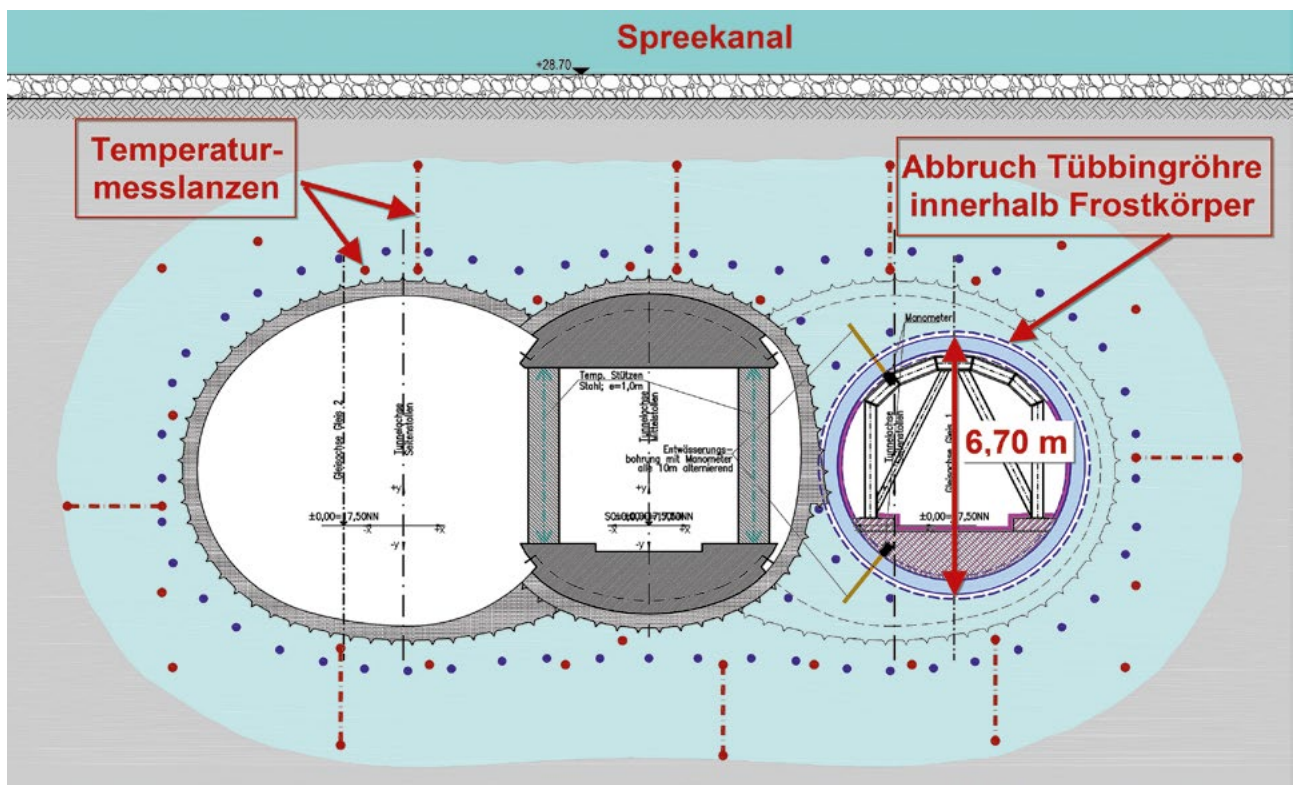 Spreekanal
+28.70
Temperatur-
messlanzen
Abbruch Tübbingröhre
innerhalb Frostkörper
Manometer
Temp. Stützen
Stahl; e=1,0m
Gleisachse Gleis 2
Tunnelachse
Seitenstollen
Tunnelachse
Mittelstollen
Tunnelachse
Seitenstollen
Gleisachse Gleis 1
6,70 m
Entwässerungs-
bohrung mit Manometer
alle 10m alternierend
+y
+y
±0,00=17,50NN
-x
+x
-y
-y
±0,00=17,50NN